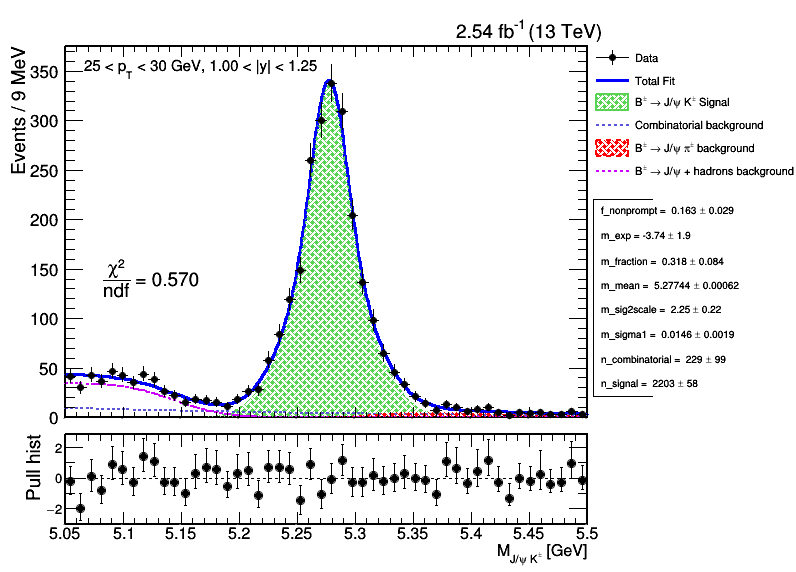 2.54 fb⁻¹ (13 TeV)
Events / 9 MeV
25 < p_T < 30 GeV, 1.00 < |y| < 1.25
350
300
250
200
150
100
50
0
χ²/ndf = 0.570
Data
Total Fit
B± → J/ψ K± Signal
Combinatorial background
B± → J/ψ π± background
B± → J/ψ + hadrons background
f_nonprompt = 0.163 ± 0.029
m_exp = -3.74 ± 1.9
m_fraction = 0.318 ± 0.084
m_mean = 5.27744 ± 0.00062
m_sig2scale = 2.25 ± 0.22
m_sigma1 = 0.0146 ± 0.0019
n_combinatorial = 229 ± 99
n_signal = 2203 ± 58
Pull hist
2
0
−2
5.05 5.1 5.15 5.2 5.25 5.3 5.35 5.4 5.45 5.5
M_J/ψ K± [GeV]